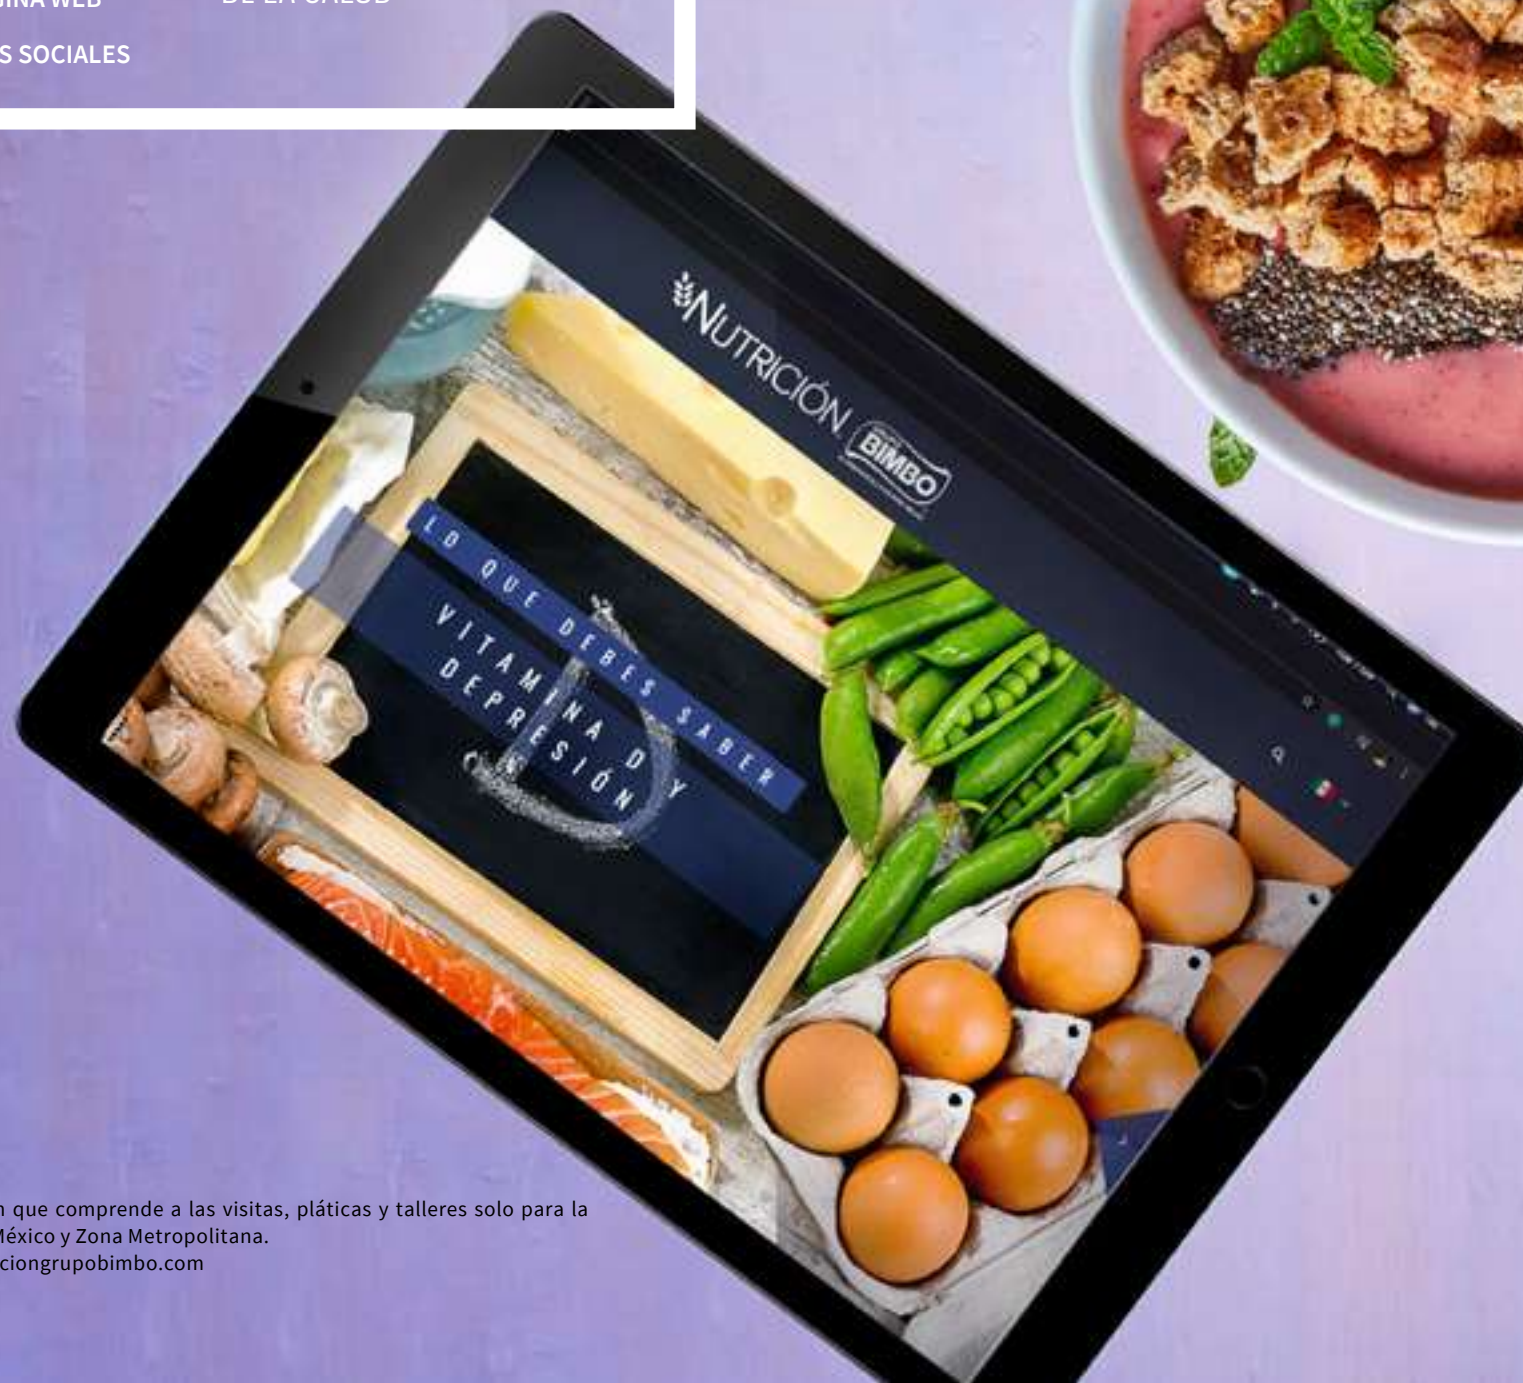 WEB
SOCIALES
NUTRICIÓN
BIMBO
LO QUE DEBES SABER
VITAMINA D Y
DEPRESIÓN
D
que comprende a las visitas, pláticas y talleres solo para la
México y Zona Metropolitana.
ciongrupobimbo.com